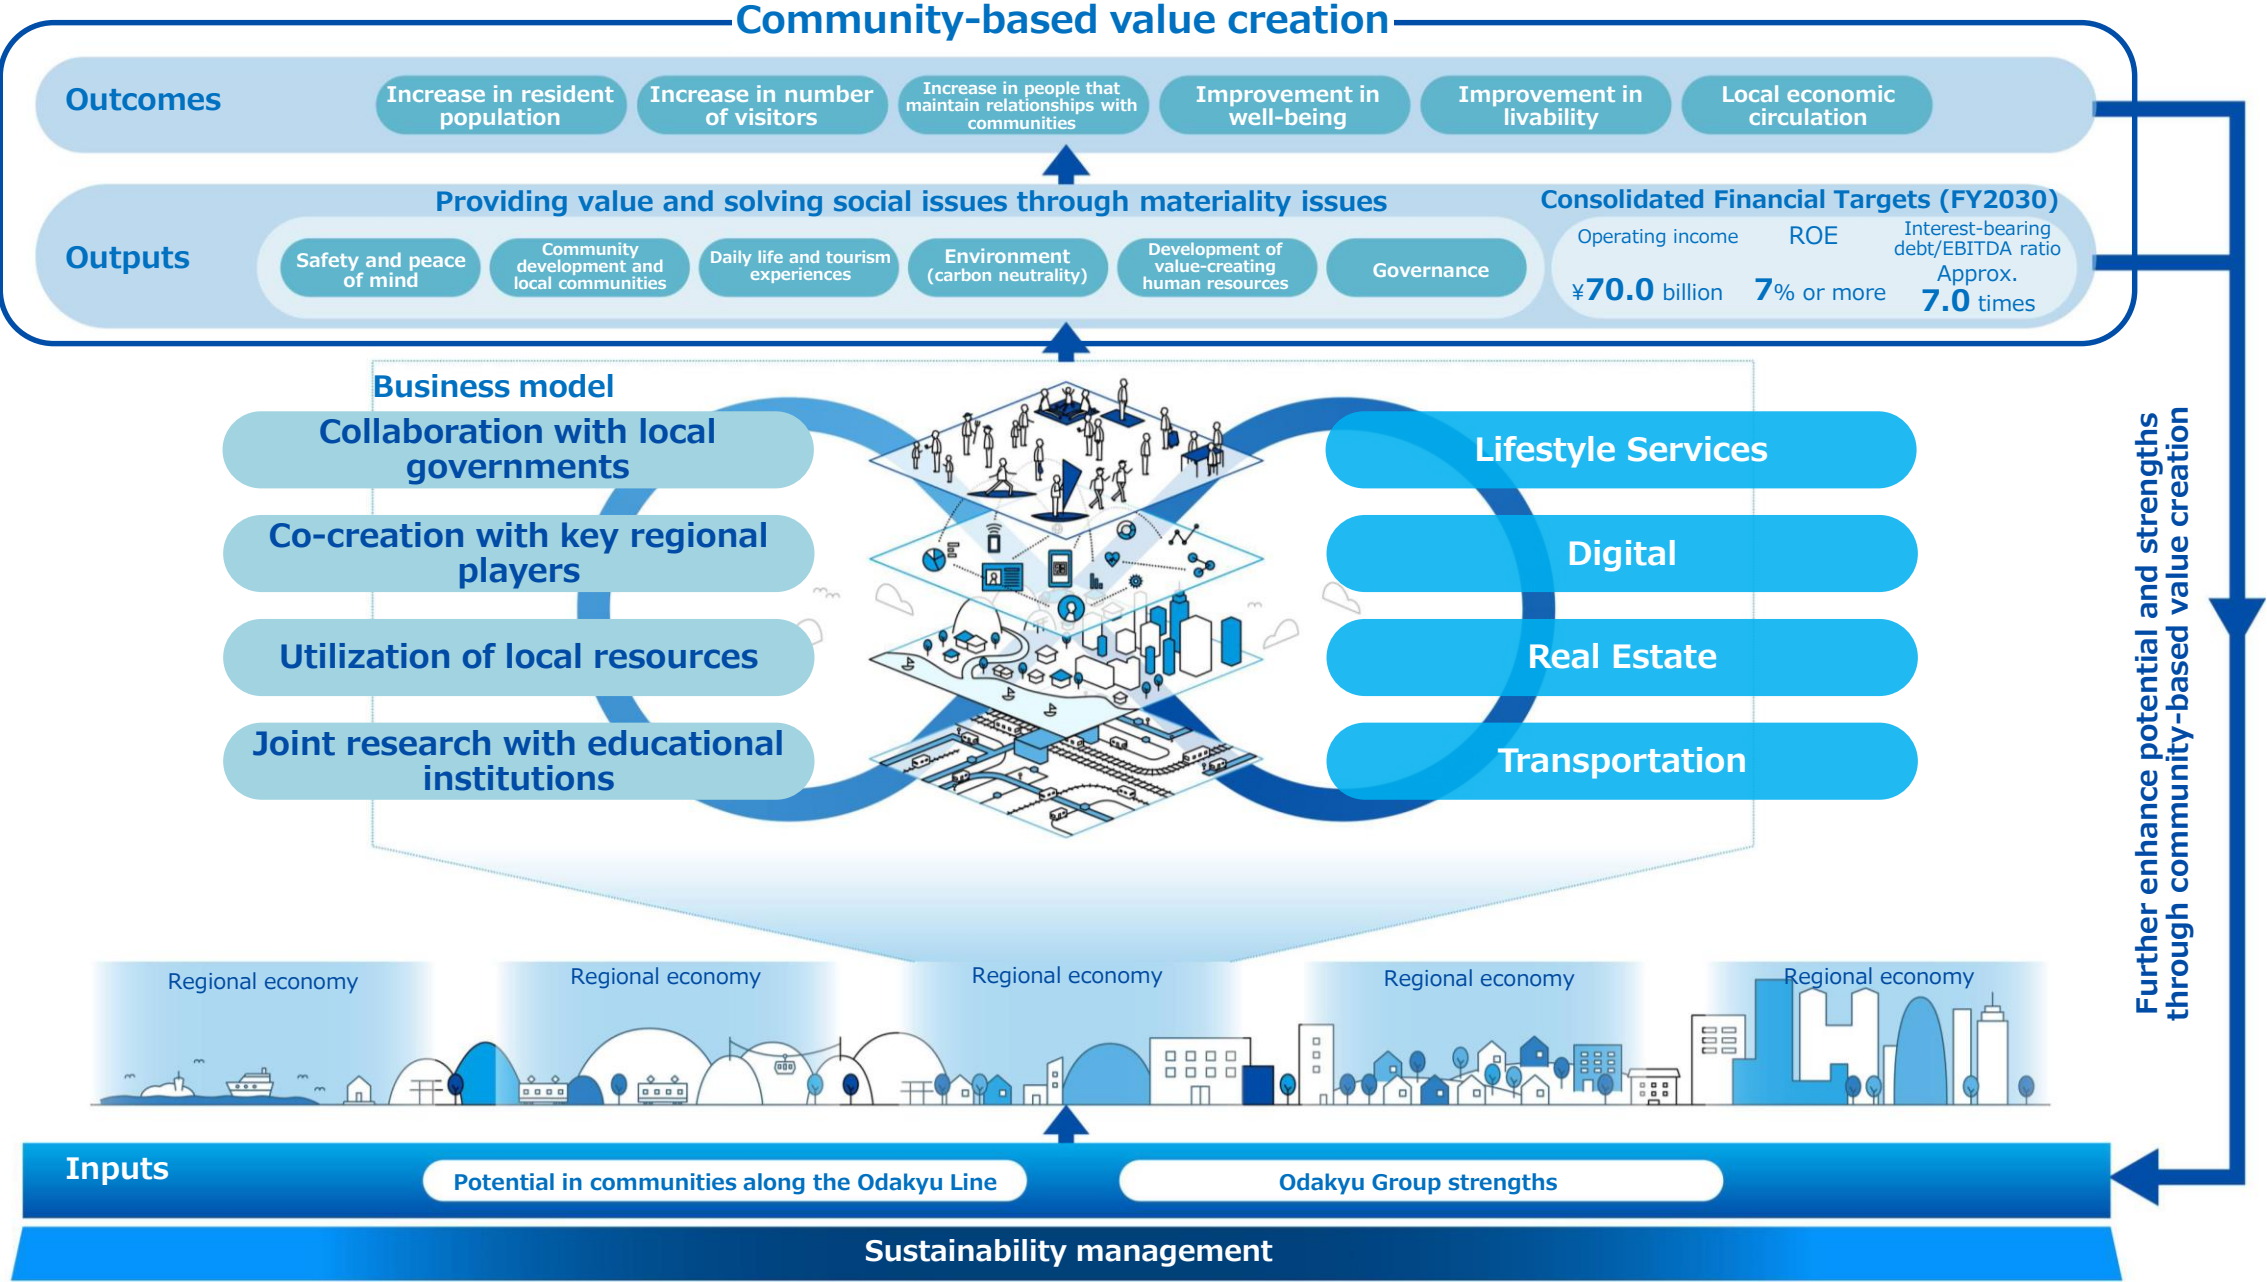 Community-based value creation
Outcomes
Increase in resident
population
Increase in number
of visitors
Increase in people that
maintain relationships with
communities
Improvement in
well-being
Improvement in
livability
Local economic
circulation
Outputs
Providing value and solving social issues through materiality issues
Safety and peace
of mind
Community
development and
local communities
Daily life and tourism
experiences
Environment
(carbon neutrality)
Development of
value-creating
human resources
Governance
Consolidated Financial Targets (FY2030)
Operating income
¥70.0 billion
ROE
7% or more
Interest-bearing
debt/EBITDA ratio
Approx.
7.0 times
Business model
Collaboration with local
governments
Co-creation with key regional
players
Utilization of local resources
Joint research with educational
institutions
Lifestyle Services
Digital
Real Estate
Transportation
Further enhance potential and strengths
through community-based value creation
Regional economy
Regional economy
Regional economy
Regional economy
Regional economy
Inputs
Potential in communities along the Odakyu Line
Odakyu Group strengths
Sustainability management